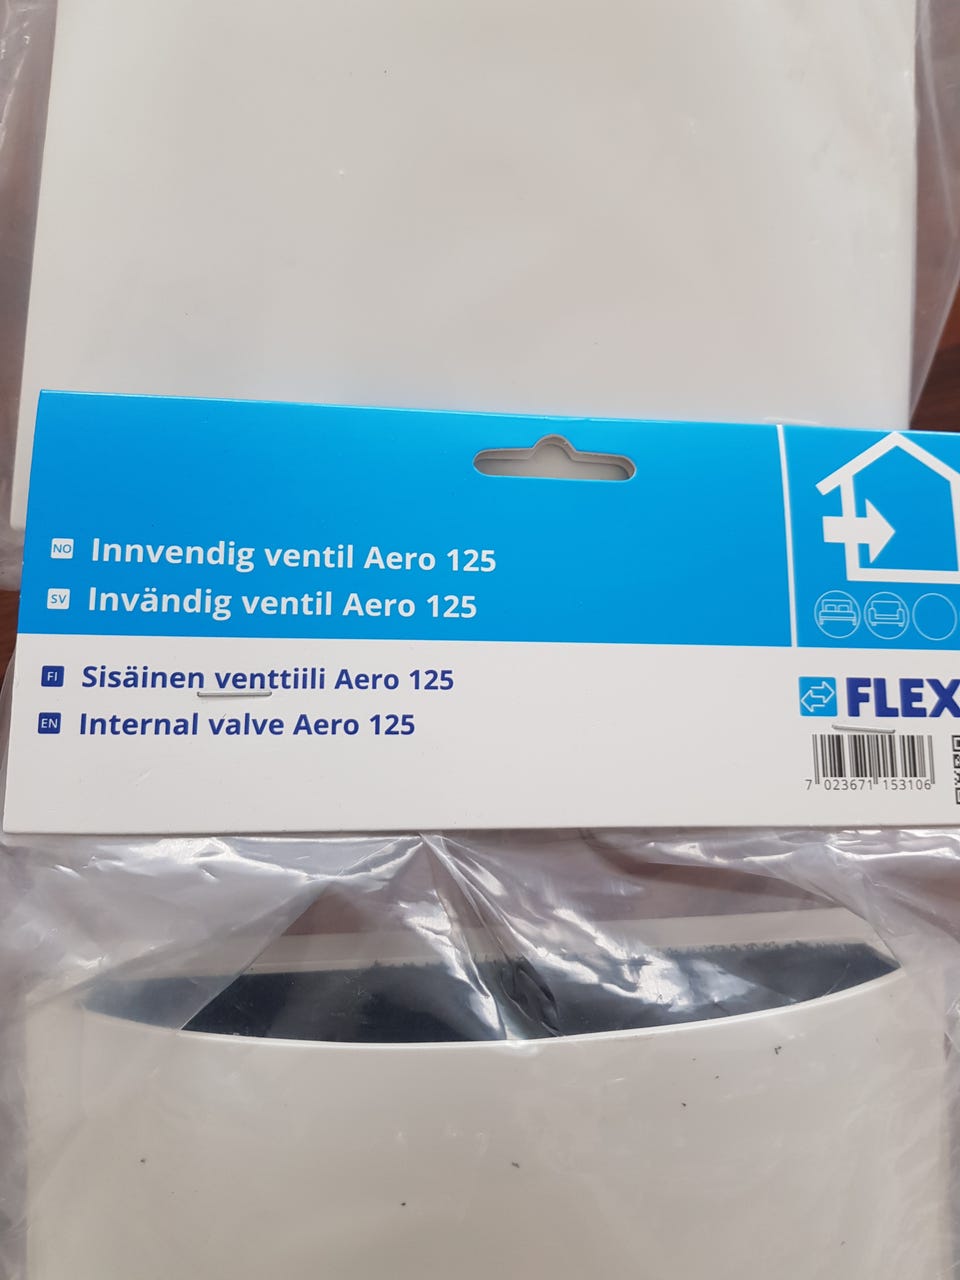 NO Innvendig ventil Aero 125
SV Invändig ventil Aero 125
FI Sisäinen venttiili Aero 125
EN Internal valve Aero 125
FLEX
7 023671 153106